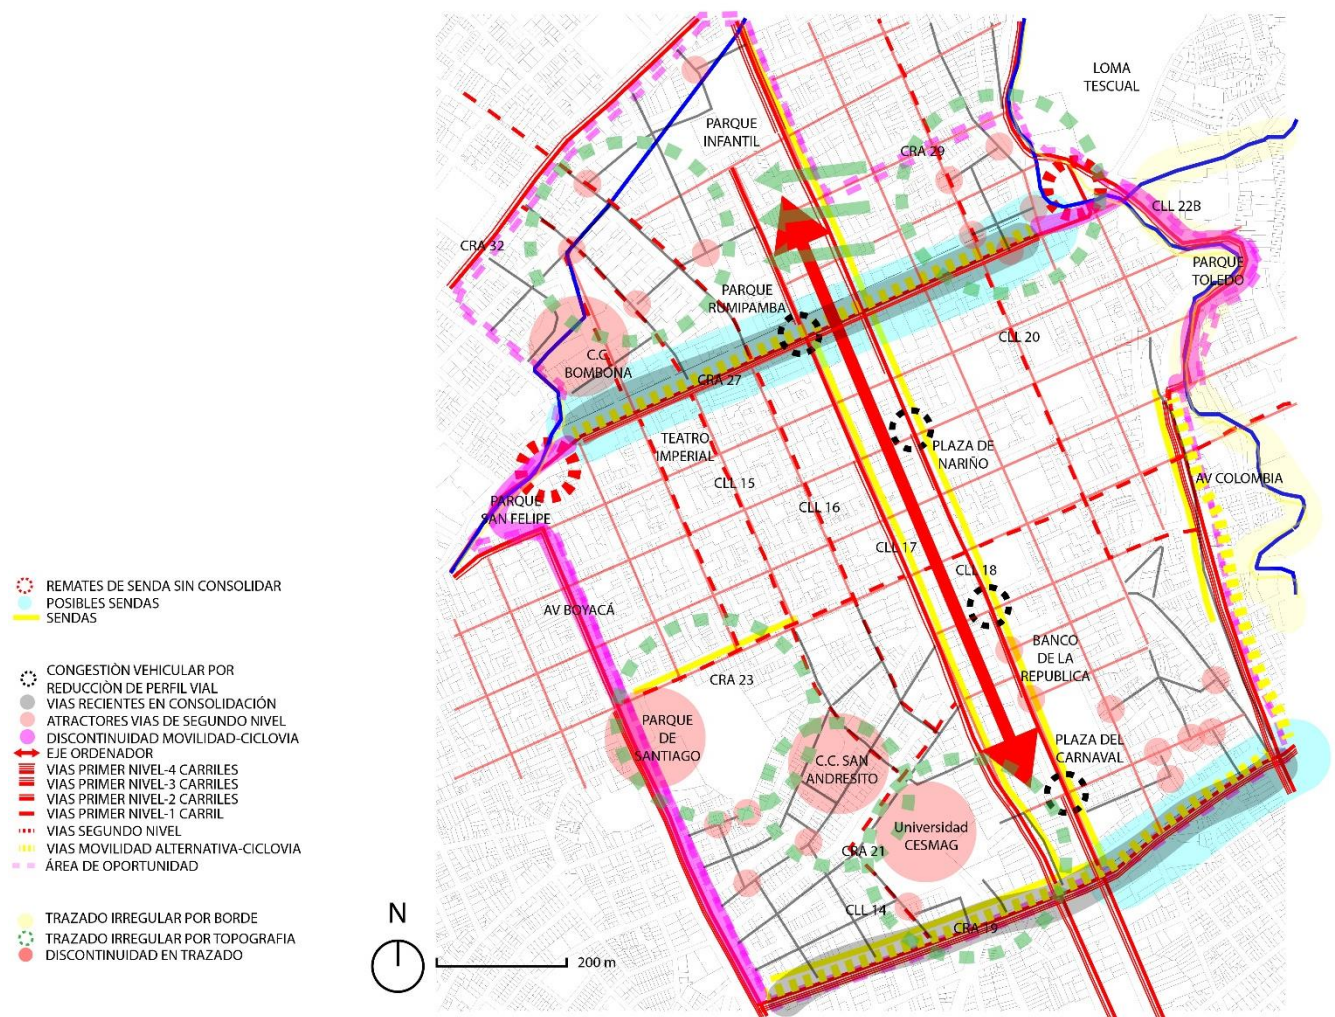 LOMA
TESCUAL
PARQUE
INFANTIL
CRA 29
CLL 22B
CRA 32
PARQUE
TOLEDO
PARQUE
RUMIPAMBA
CLL 20
C.C.
BOMBONA
CRA 27
TEATRO
IMPERIAL
PLAZA DE
NARIÑO
CLL 15
AV COLOMBIA
PARQUE
SAN FELIPE
CLL 16
CLL 17
CLL 18
AV BOYACÁ
BANCO
DE LA
REPUBLICA
CRA 23
PARQUE
DE
SANTIAGO
PLAZA DEL
CARNAVAL
C.C. SAN
ANDRESITO
Universidad
CESMAG
CRA 21
CLL 14
CRA 19
REMATES DE SENDA SIN CONSOLIDAR
POSIBLES SENDAS
SENDAS
CONGESTIÒN VEHICULAR POR
REDUCCIÒN DE PERFIL VIAL
VIAS RECIENTES EN CONSOLIDACIÓN
ATRACTORES VIAS DE SEGUNDO NIVEL
DISCONTINUIDAD MOVILIDAD-CICLOVIA
EJE ORDENADOR
VIAS PRIMER NIVEL-4 CARRILES
VIAS PRIMER NIVEL-3 CARRILES
VIAS PRIMER NIVEL-2 CARRILES
VIAS PRIMER NIVEL-1 CARRIL
VIAS SEGUNDO NIVEL
VIAS MOVILIDAD ALTERNATIVA-CICLOVIA
ÁREA DE OPORTUNIDAD
TRAZADO IRREGULAR POR BORDE
TRAZADO IRREGULAR POR TOPOGRAFIA
DISCONTINUIDAD EN TRAZADO
N
200 m